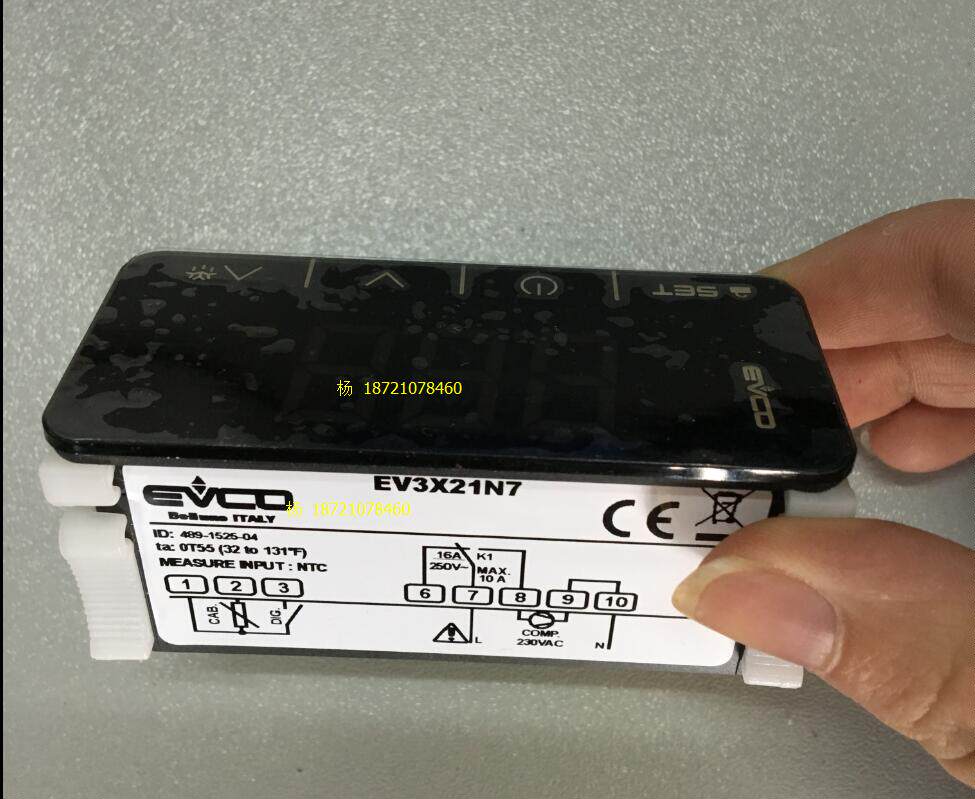 SET
EVCO
杨 18721078460
EVCO
EV3X21N7
杨 18721078460
Belluno ITALY
CE
ID: 489-1525-04
ta: 0T55 (32 to 131°F)
MEASURE INPUT : NTC
16A K1
250V~ MAX.
10 A
1 2 3 6 7 8 9 10
CAB. DIG. L COMP. N
230VAC